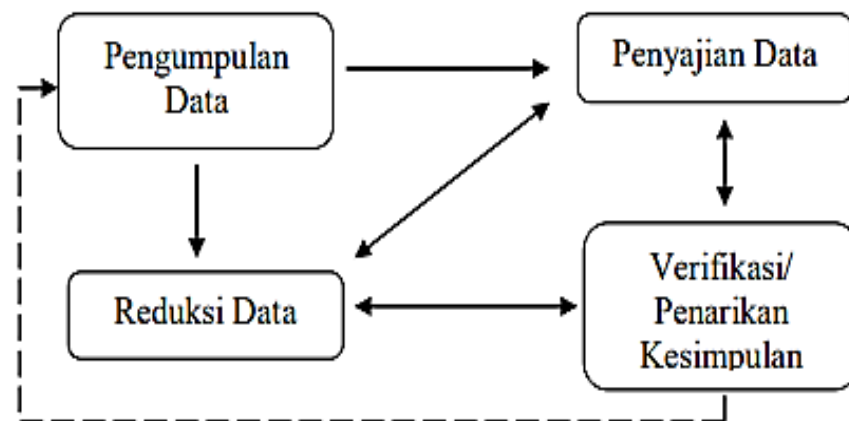 Pengumpulan
Data
Penyajian Data
Reduksi Data
Verifikasi/
Penarikan
Kesimpulan